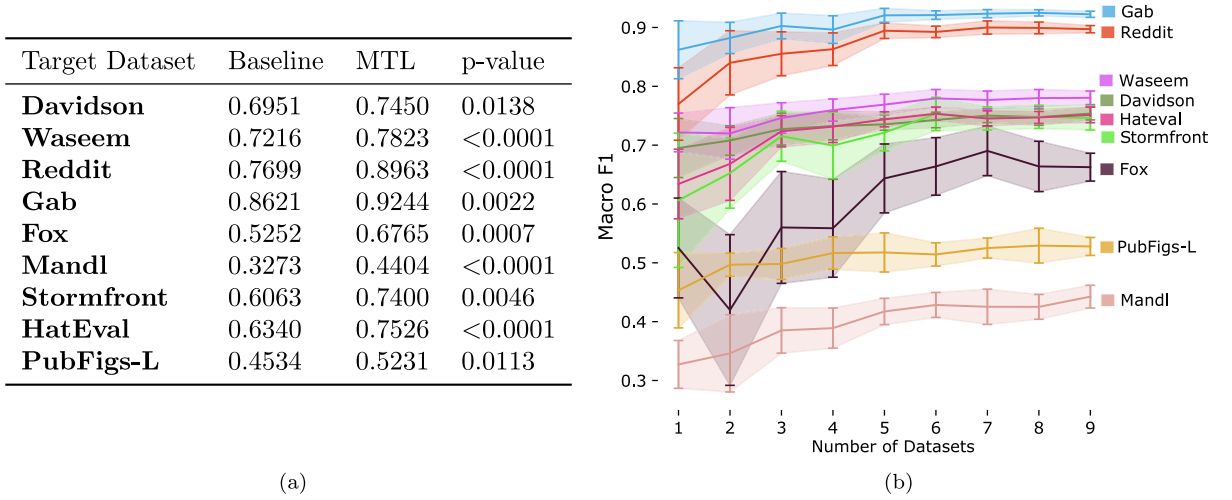 Target Dataset Baseline MTL p-value
Davidson 0.6951 0.7450 0.0138
Waseem 0.7216 0.7823 <0.0001
Reddit 0.7699 0.8963 <0.0001
Gab 0.8621 0.9244 0.0022
Fox 0.5252 0.6765 0.0007
Mandl 0.3273 0.4404 <0.0001
Stormfront 0.6063 0.7400 0.0046
HatEval 0.6340 0.7526 <0.0001
PubFigs-L 0.4534 0.5231 0.0113
(a)
Macro F1
0.9
0.8
0.7
0.6
0.5
0.4
0.3
1 2 3 4 5 6 7 8 9
Number of Datasets
Gab
Reddit
Waseem
Davidson
Hateval
Stormfront
Fox
PubFigs-L
Mandl
(b)